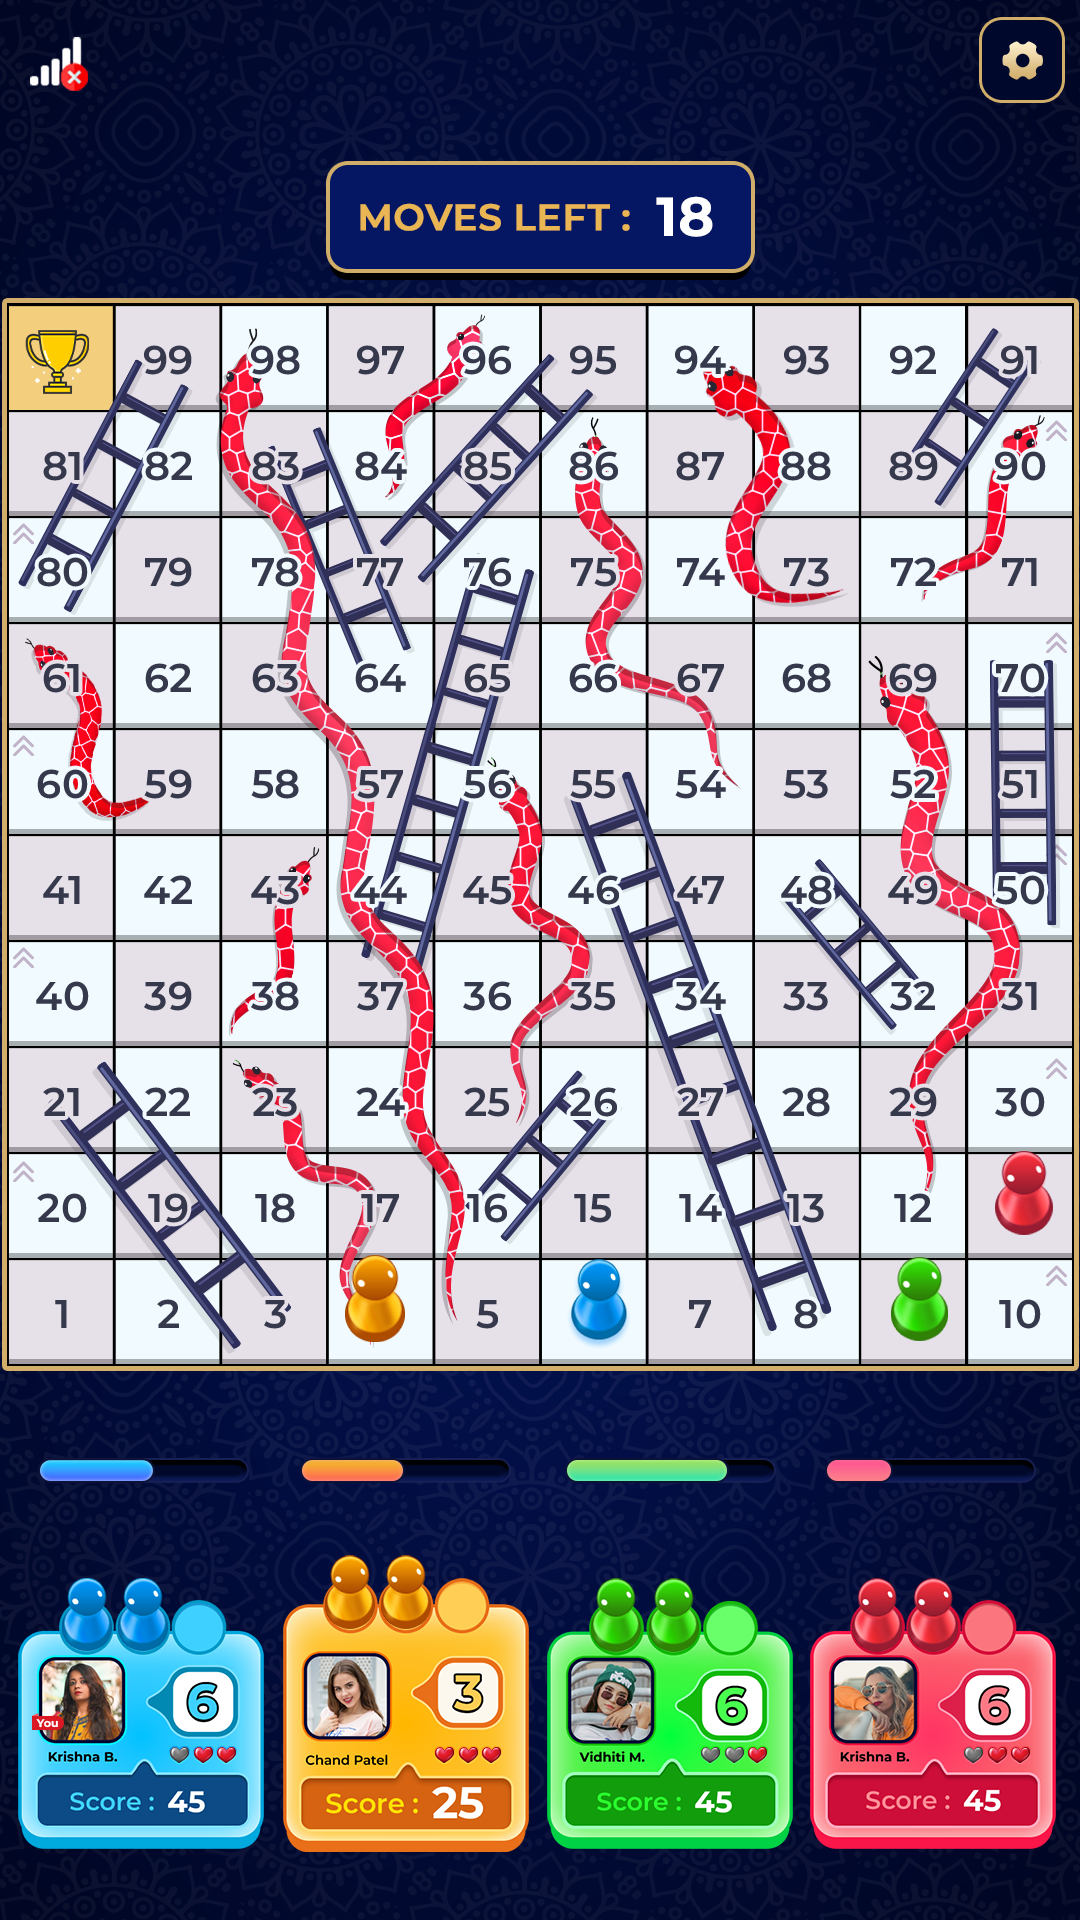 MOVES LEFT : 18
99 98 97 96 95 94 93 92 91
81 82 83 84 85 86 87 88 89 90
80 79 78 77 76 75 74 73 72 71
61 62 63 64 65 66 67 68 69 70
60 59 58 57 56 55 54 53 52 51
41 42 43 44 45 46 47 48 49 50
40 39 38 37 36 35 34 33 32 31
21 22 23 24 25 26 27 28 29 30
20 19 18 17 16 15 14 13 12
1 2 3 5 7 8 10
6 3 6 6
You
Krishna B. Chand Patel Vidhiti M. Krishna B.
Score : 45 Score : 25 Score : 45 Score : 45